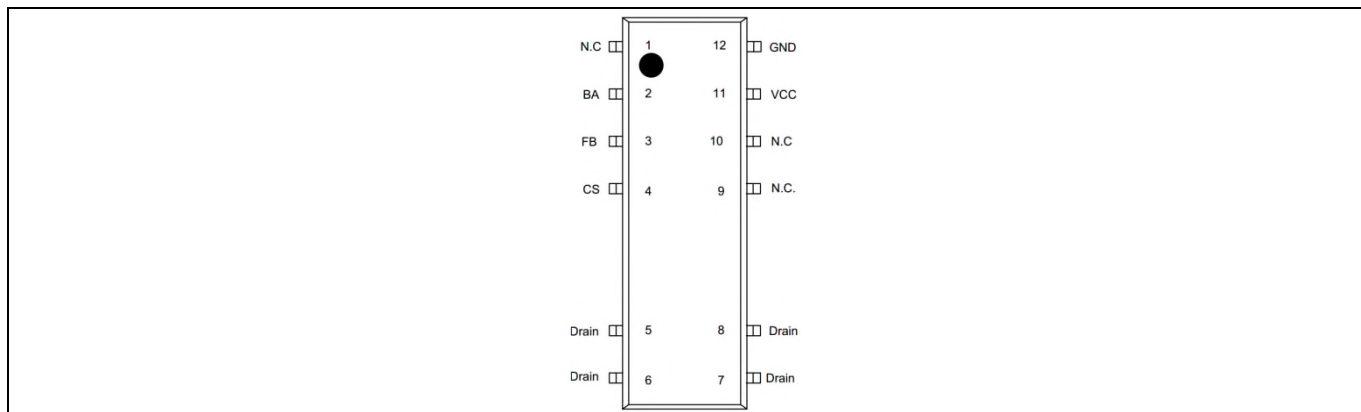 N.C 1 12 GND
BA 2 11 VCC
FB 3 10 N.C
CS 4 9 N.C.
Drain 5 8 Drain
Drain 6 7 Drain